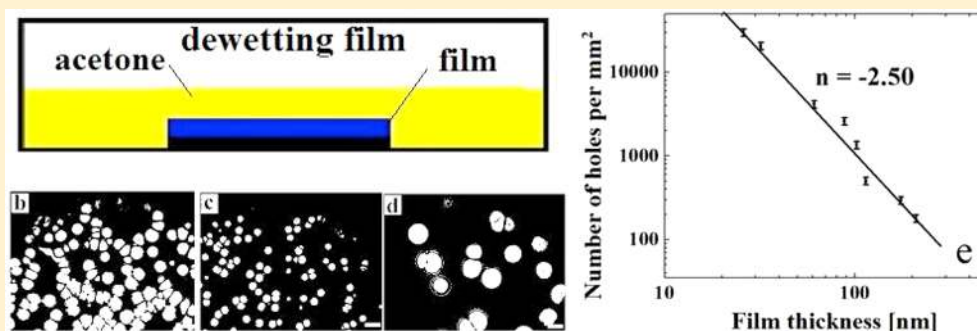 dewetting film
acetone
film
b
c
d
Number of holes per mm²
10000
1000
100
n = -2.50
e
10
100
Film thickness [nm]